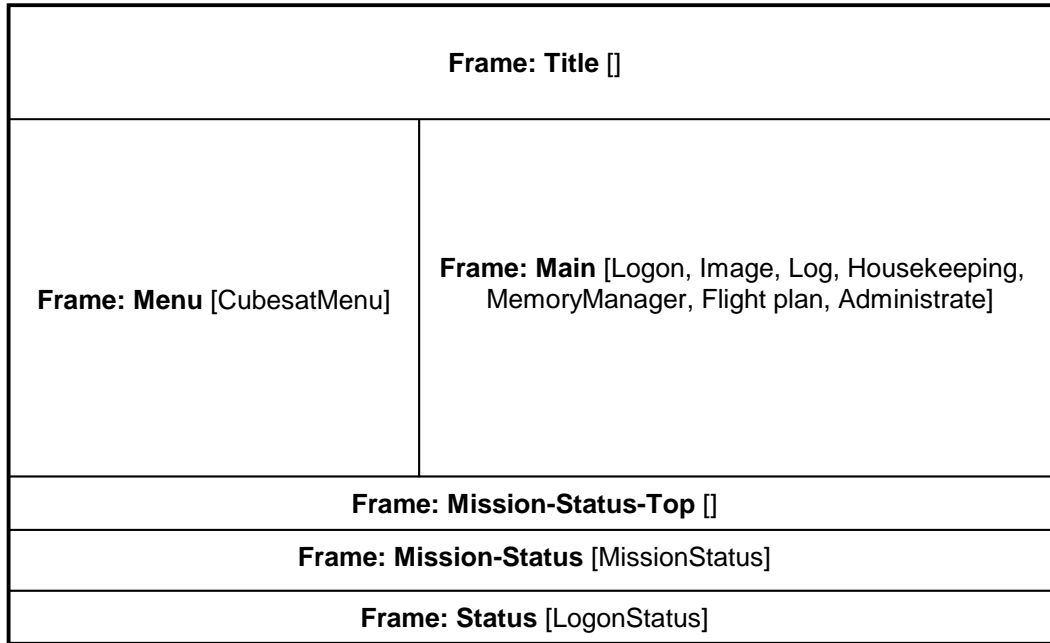 Frame: Title []
Frame: Menu [CubesatMenu]
Frame: Main [Logon, Image, Log, Housekeeping,
MemoryManager, Flight plan, Administrate]
Frame: Mission-Status-Top []
Frame: Mission-Status [MissionStatus]
Frame: Status [LogonStatus]